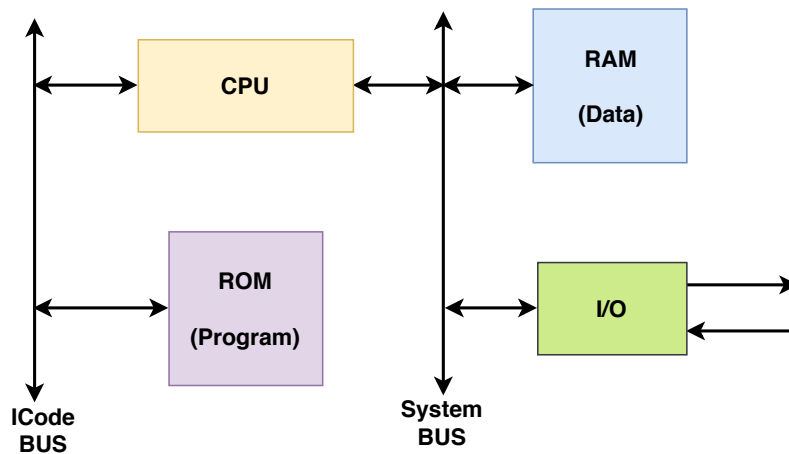 CPU
RAM
(Data)
ROM
(Program)
I/O
ICode
BUS
System
BUS